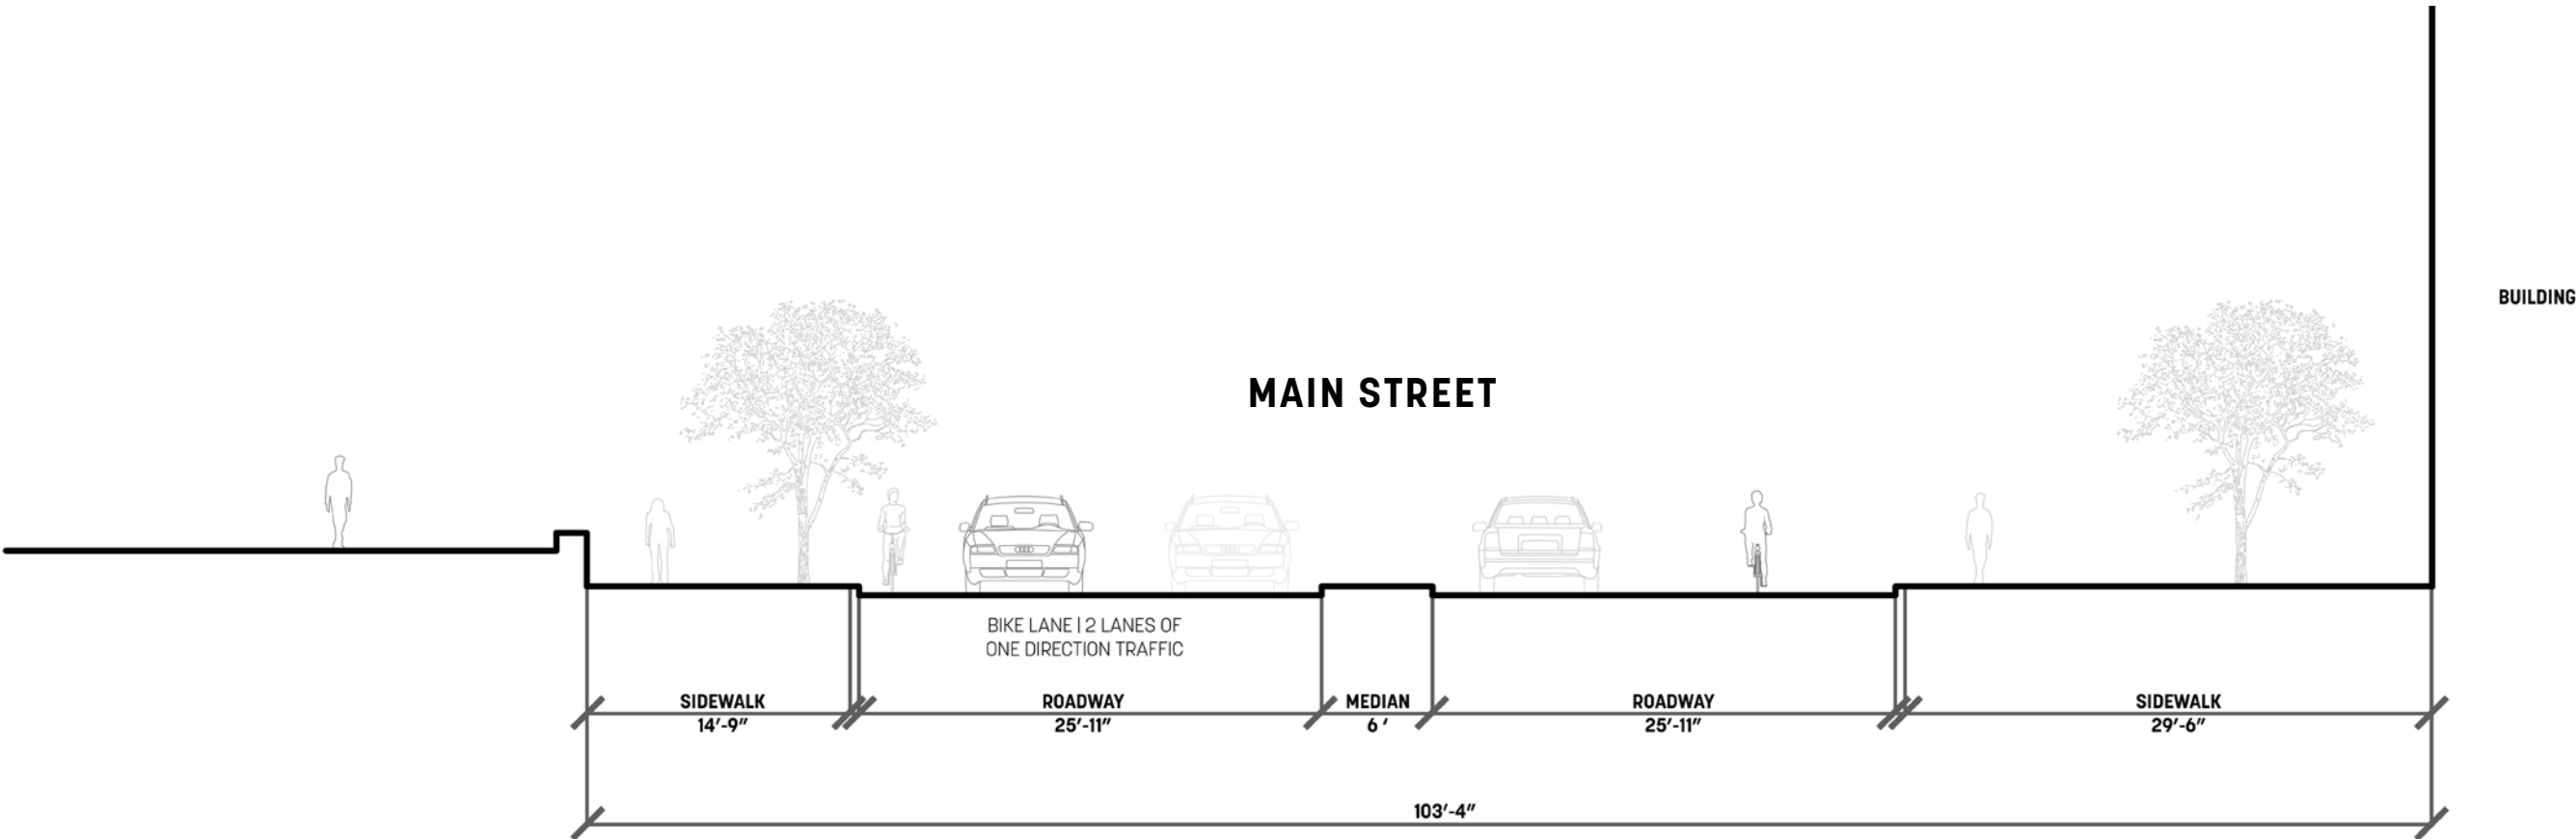 BUILDING
MAIN STREET
BIKE LANE | 2 LANES OF
ONE DIRECTION TRAFFIC
SIDEWALK
14'-9"
ROADWAY
25'-11"
MEDIAN
6 '
ROADWAY
25'-11"
SIDEWALK
29'-6"
103'-4"